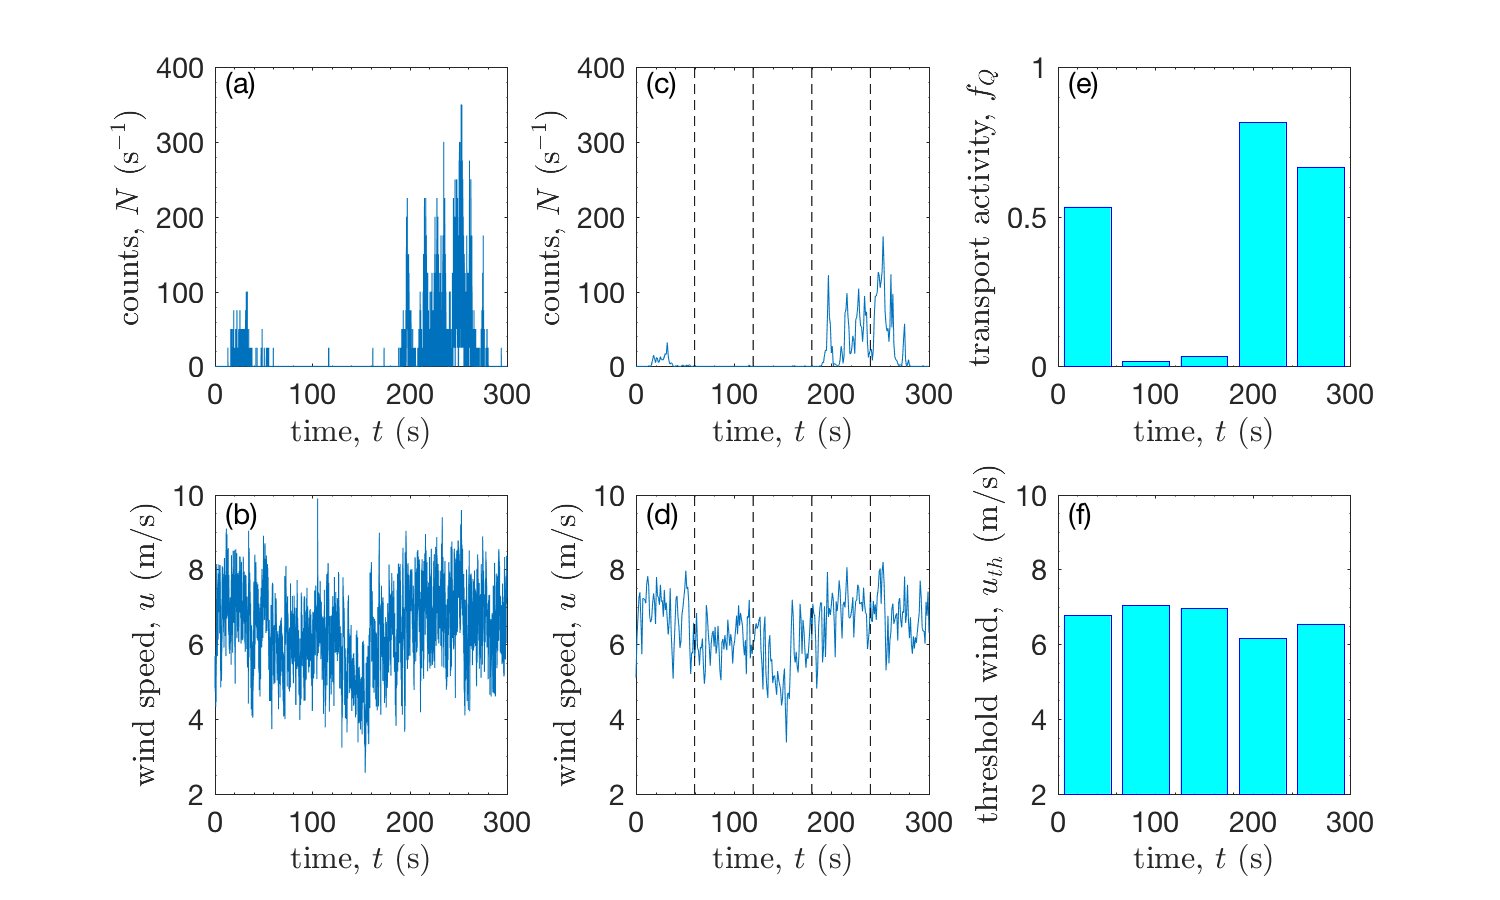 (a)
400
300
200
100
0
counts, N (s⁻¹)
0 100 200 300
time, t (s)
(c)
400
300
200
100
0
counts, N (s⁻¹)
0 100 200 300
time, t (s)
(e)
1
0.5
0
transport activity, f_Q
0 100 200 300
time, t (s)
(b)
10
8
6
4
2
wind speed, u (m/s)
0 100 200 300
time, t (s)
(d)
10
8
6
4
2
wind speed, u (m/s)
0 100 200 300
time, t (s)
(f)
10
8
6
4
2
threshold wind, u_th (m/s)
0 100 200 300
time, t (s)